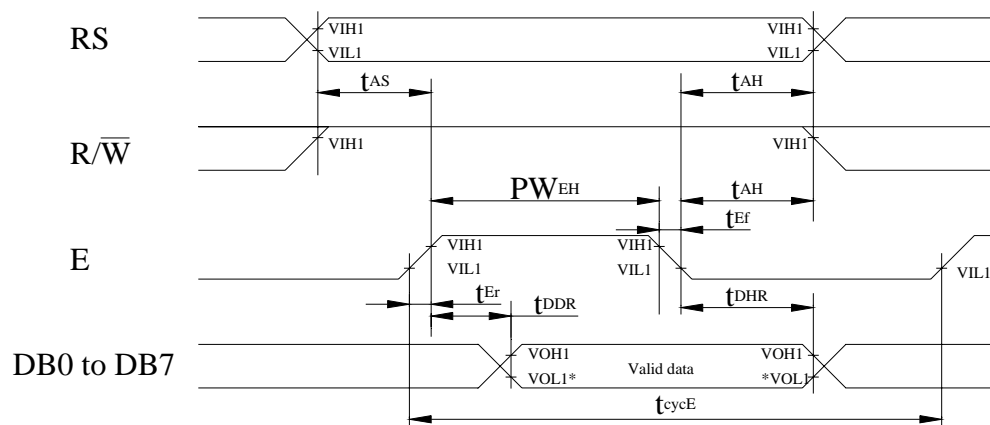 RS
VIH1
VIL1
VIH1
VIL1
tAS
tAH
R/W̅
VIH1
VIH1
PWEH
tAH
tEf
E
VIH1
VIL1
VIH1
VIL1
VIL1
tEr
tDDR
tDHR
DB0 to DB7
VOH1
VOL1*
Valid data
VOH1
*VOL1
tcycE